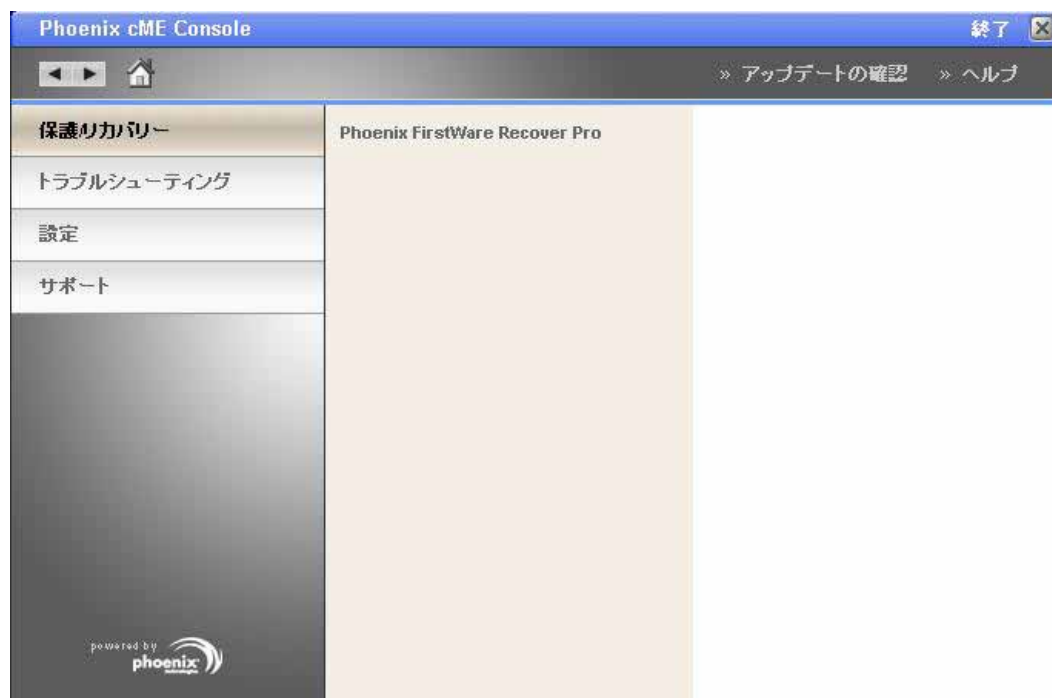 Phoenix cME Console
終了
» アップデートの確認
» ヘルプ
保護/リカバリー
Phoenix FirstWare Recover Pro
トラブルシューティング
設定
サポート
powered by
phoenix
technologies